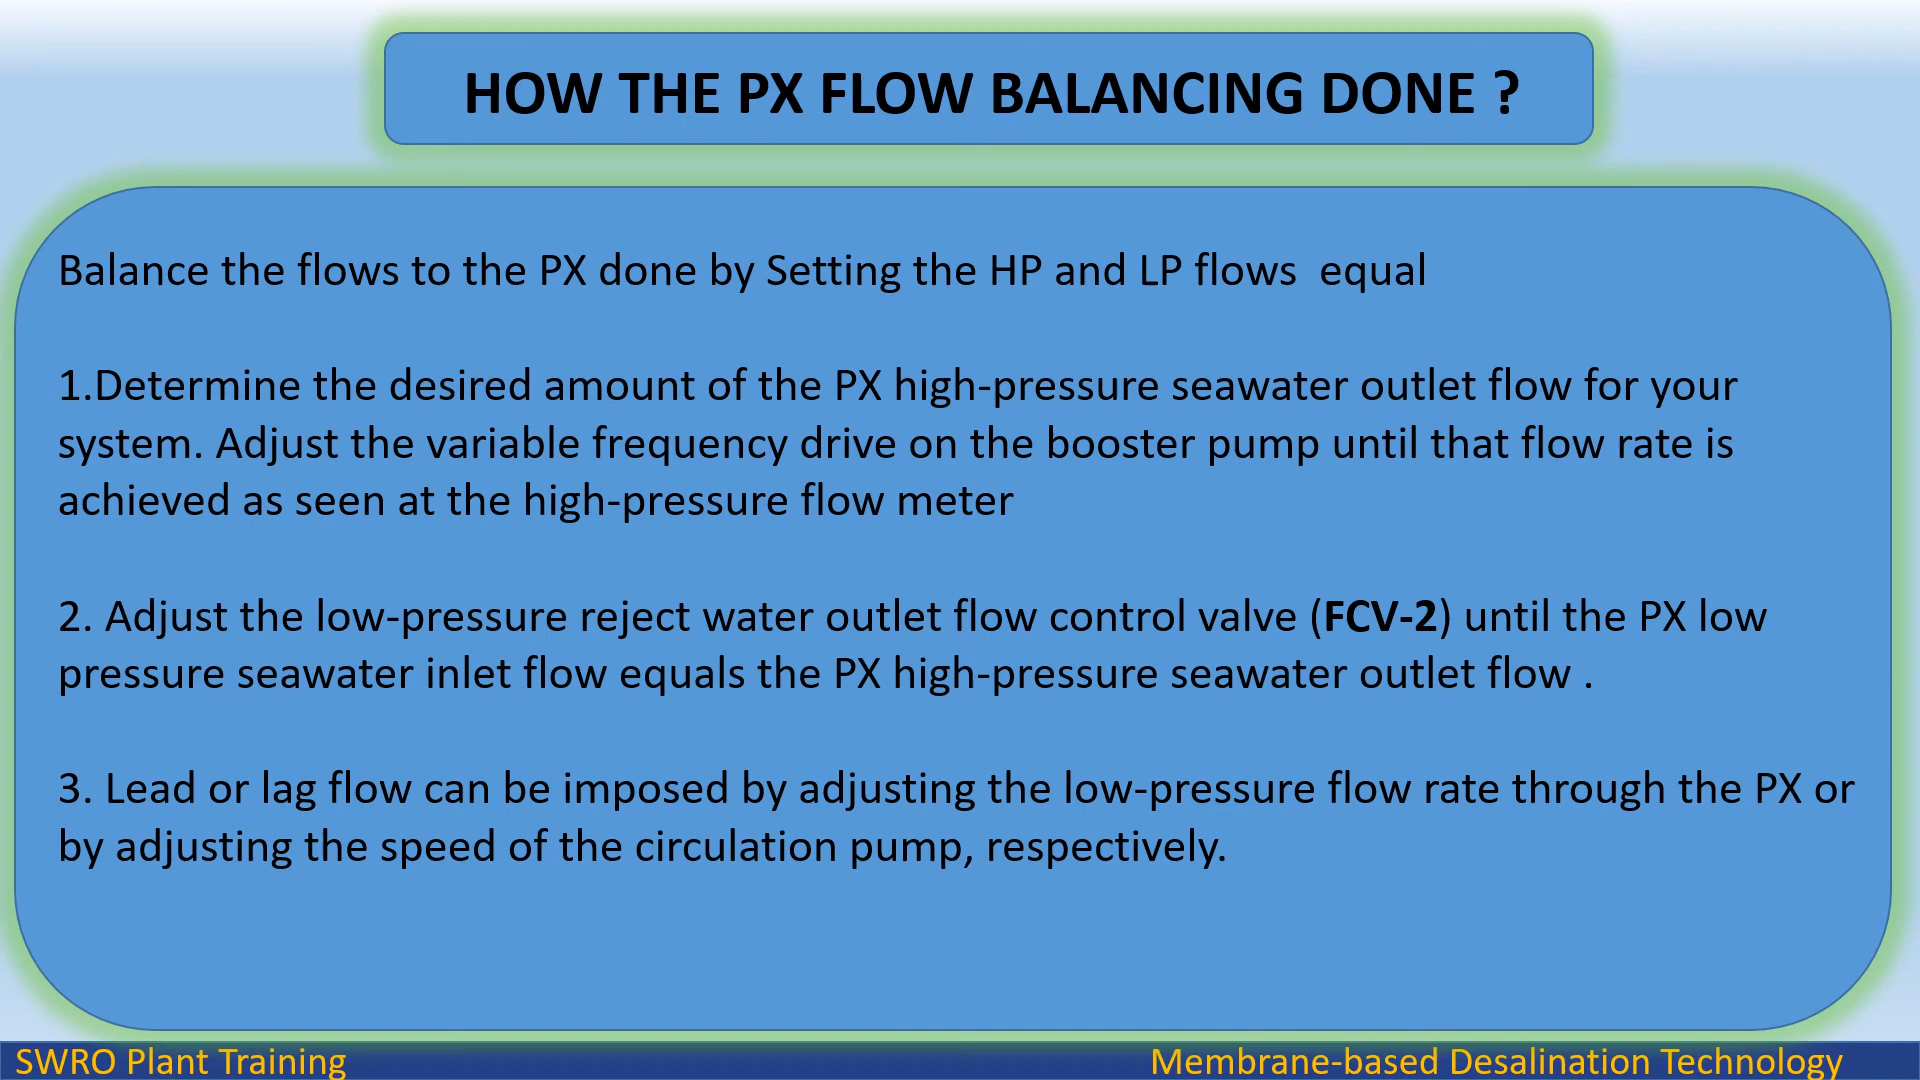 HOW THE PX FLOW BALANCING DONE ?
Balance the flows to the PX done by Setting the HP and LP flows  equal
1.Determine the desired amount of the PX high-pressure seawater outlet flow for your
system. Adjust the variable frequency drive on the booster pump until that flow rate is
achieved as seen at the high-pressure flow meter
2. Adjust the low-pressure reject water outlet flow control valve (FCV-2) until the PX low
pressure seawater inlet flow equals the PX high-pressure seawater outlet flow .
3. Lead or lag flow can be imposed by adjusting the low-pressure flow rate through the PX or
by adjusting the speed of the circulation pump, respectively.
SWRO Plant Training
Membrane-based Desalination Technology